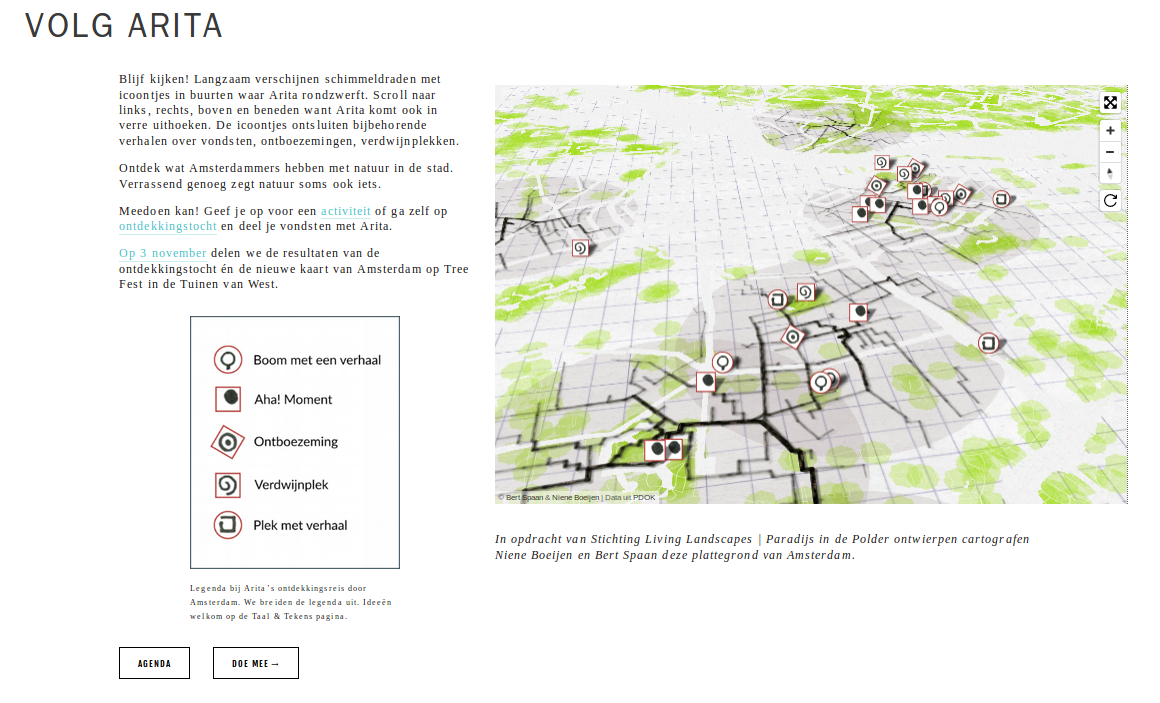 VOLG ARITA
Blijf kijken! Langzaam verschijnen schimmeldraden met
icoontjes in buurten waar Arita rondzwerft. Scroll naar
links, rechts, boven en beneden want Arita komt ook in
verre uithoeken. De icoontjes ontsluiten bijbehorende
verhalen over vondsten, ontboezemingen, verdwijnplekken.
Ontdek wat Amsterdammers hebben met natuur in de stad.
Verrassend genoeg zegt natuur soms ook iets.
Meedoen kan! Geef je op voor een activiteit of ga zelf op
ontdekkingstocht en deel je vondsten met Arita.
Op 3 november delen we de resultaten van de
ontdekkingstocht én de nieuwe kaart van Amsterdam op Tree
Fest in de Tuinen van West.
Boom met een verhaal
Aha! Moment
Ontboezeming
Verdwijnplek
Plek met verhaal
Legenda bij Arita's ontdekkingsreis door
Amsterdam. We breiden de legenda uit. Ideeën
welkom op de Taal & Tekens pagina.
AGENDA
DOE MEE →
© Bert Spaan & Niene Boeijen | Data uit PDOK
In opdracht van Stichting Living Landscapes | Paradijs in de Polder ontwierpen cartografen
Niene Boeijen en Bert Spaan deze plattegrond van Amsterdam.